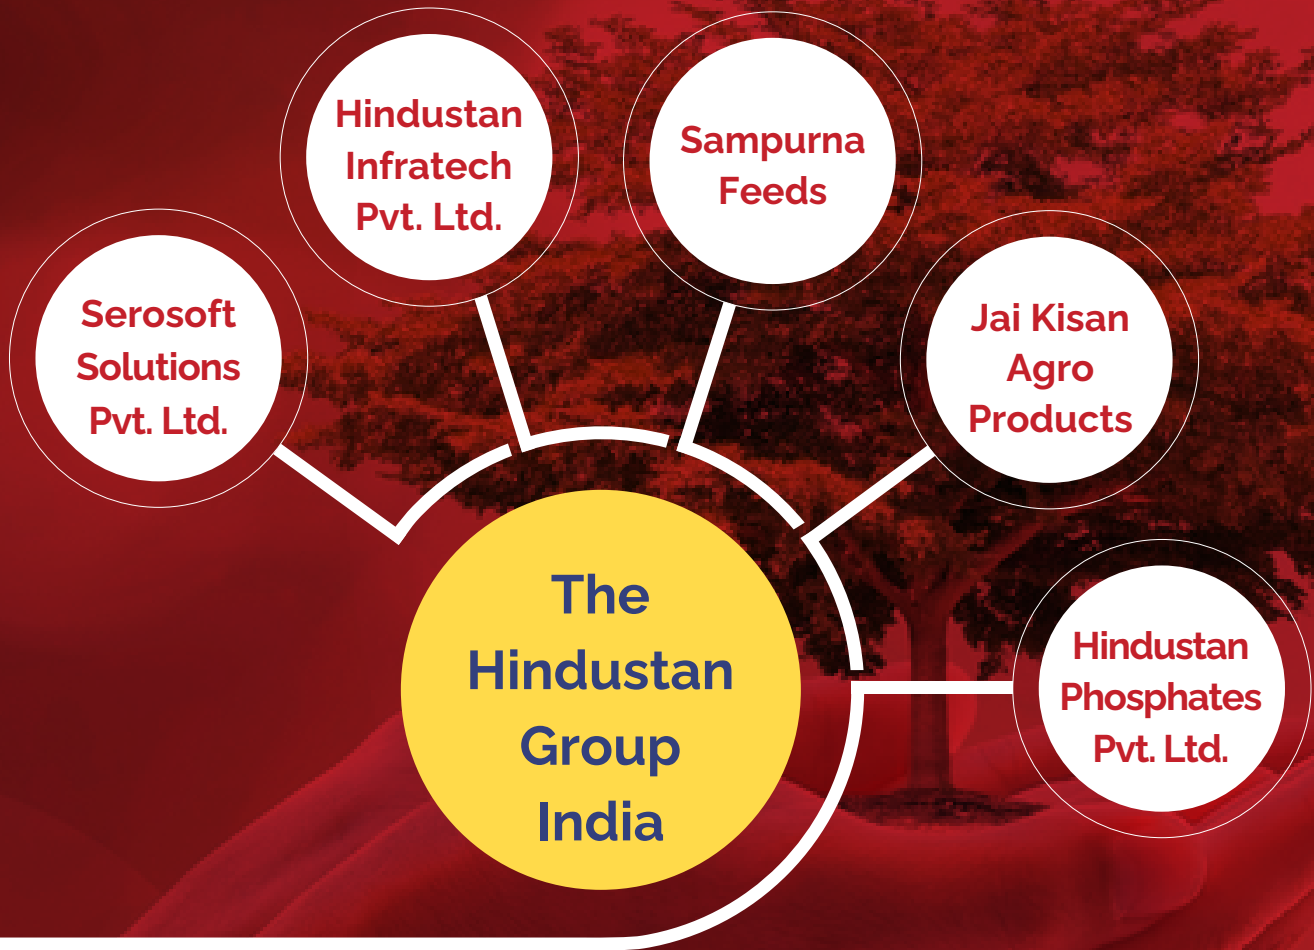 Hindustan
Infratech
Pvt. Ltd.
Sampurna
Feeds
Serosoft
Solutions
Pvt. Ltd.
Jai Kisan
Agro
Products
The
Hindustan
Group
India
Hindustan
Phosphates
Pvt. Ltd.